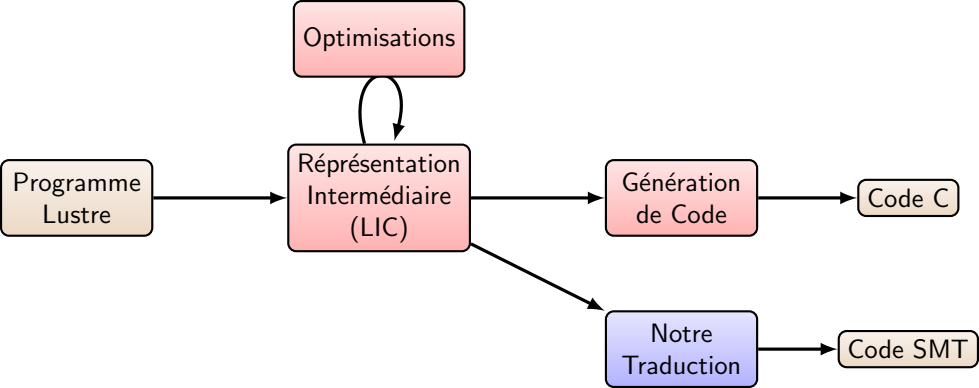 Optimisations
Programme
Lustre
Réprésentation
Intermédiaire
(LIC)
Génération
de Code
Code C
Notre
Traduction
Code SMT